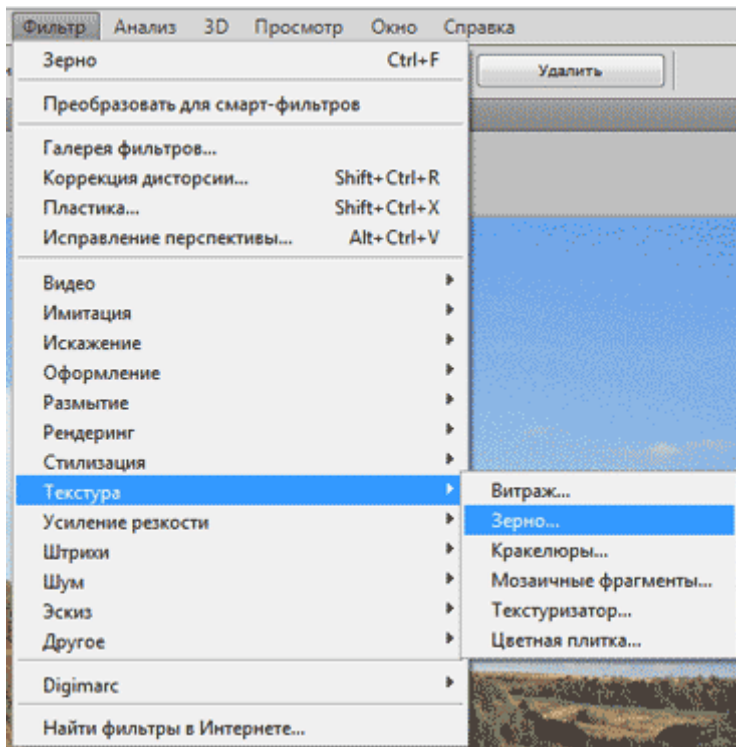 Фильтр Анализ 3D Просмотр Окно Справка
Зерно Ctrl+F
Удалить
Преобразовать для смарт-фильтров
Галерея фильтров...
Коррекция дисторсии... Shift+Ctrl+R
Пластика... Shift+Ctrl+X
Исправление перспективы... Alt+Ctrl+V
Видео
Имитация
Искажение
Оформление
Размытие
Рендеринг
Стилизация
Текстура
Витраж...
Усиление резкости
Зерно...
Штрихи
Кракелюры...
Шум
Мозаичные фрагменты...
Эскиз
Текстуризатор...
Другое
Цветная плитка...
Digimarc
Найти фильтры в Интернете...